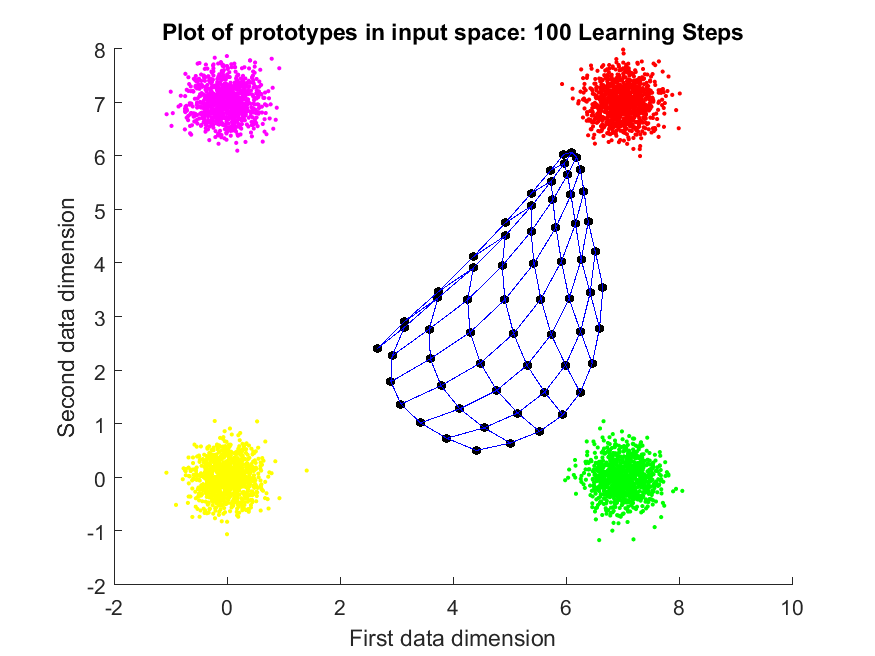 Plot of prototypes in input space: 100 Learning Steps
8
7
6
5
4
3
2
1
0
-1
-2
Second data dimension
-2 0 2 4 6 8 10
First data dimension